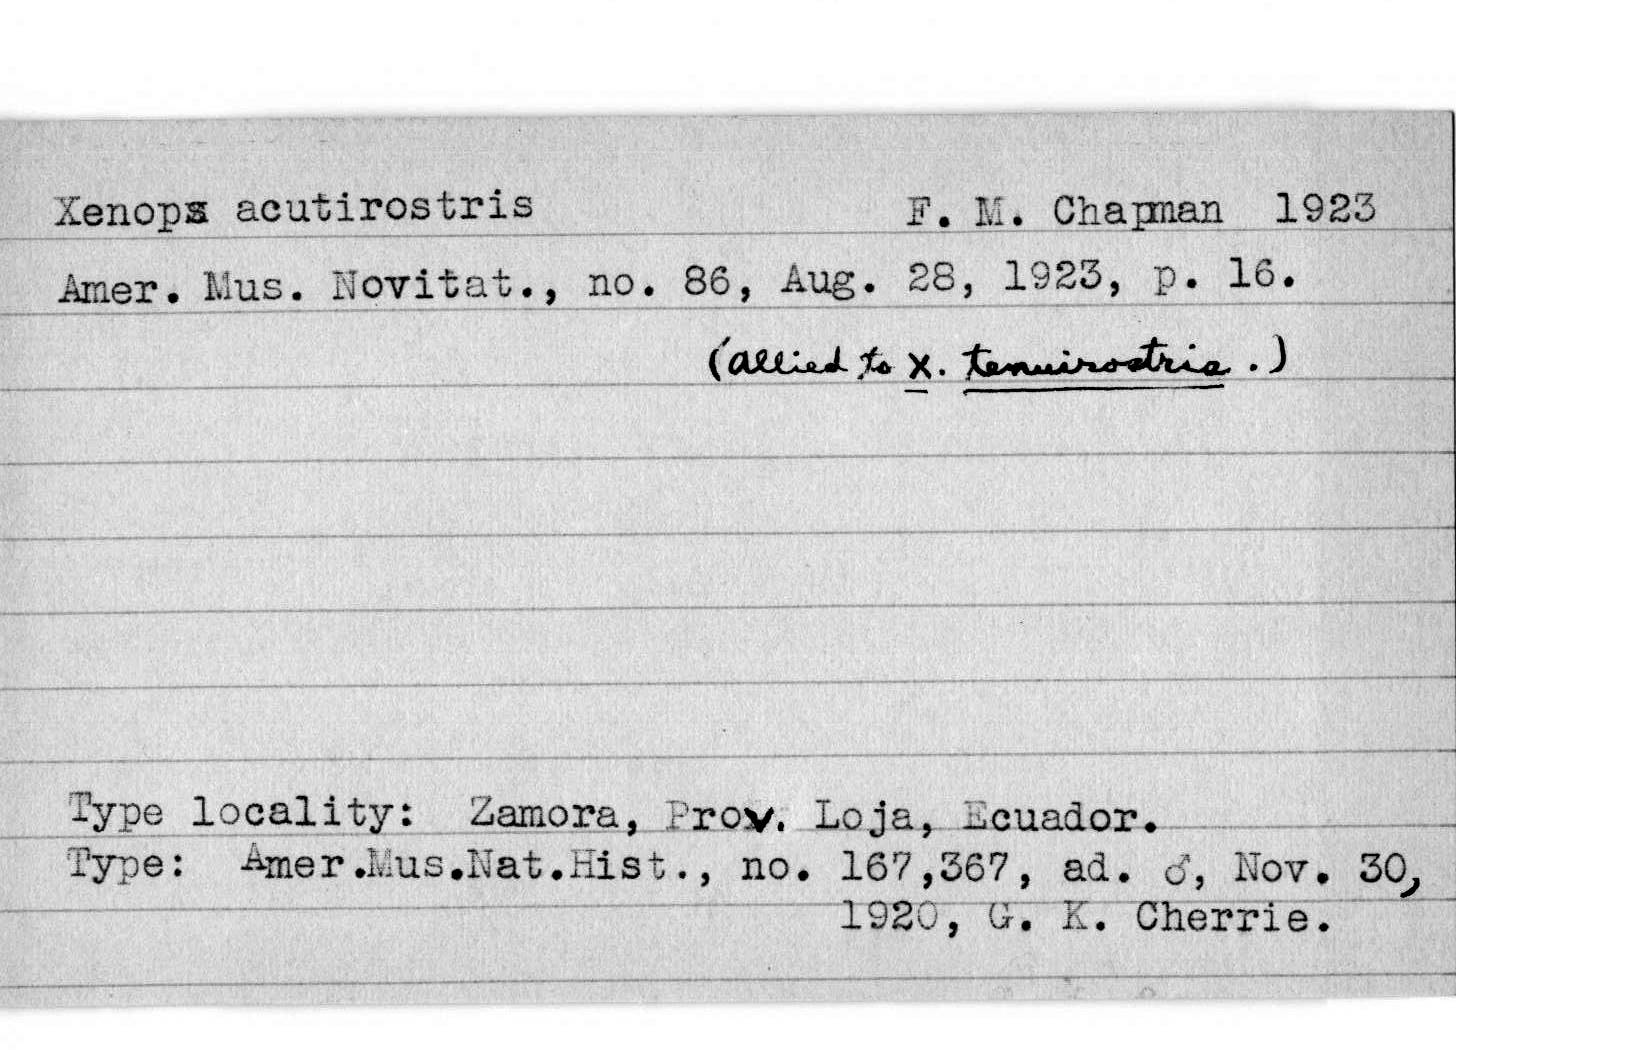 Xenops acutirostris F. M. Chapman 1923
Amer. Mus. Novitat., no. 86, Aug. 28, 1923, p. 16.
(allied to X. tenuirostris.)
Type locality: Zamora, Prov. Loja, Ecuador.
Type: Amer.Mus.Nat.Hist., no. 167,367, ad. ♂, Nov. 30,
1920, G. K. Cherrie.